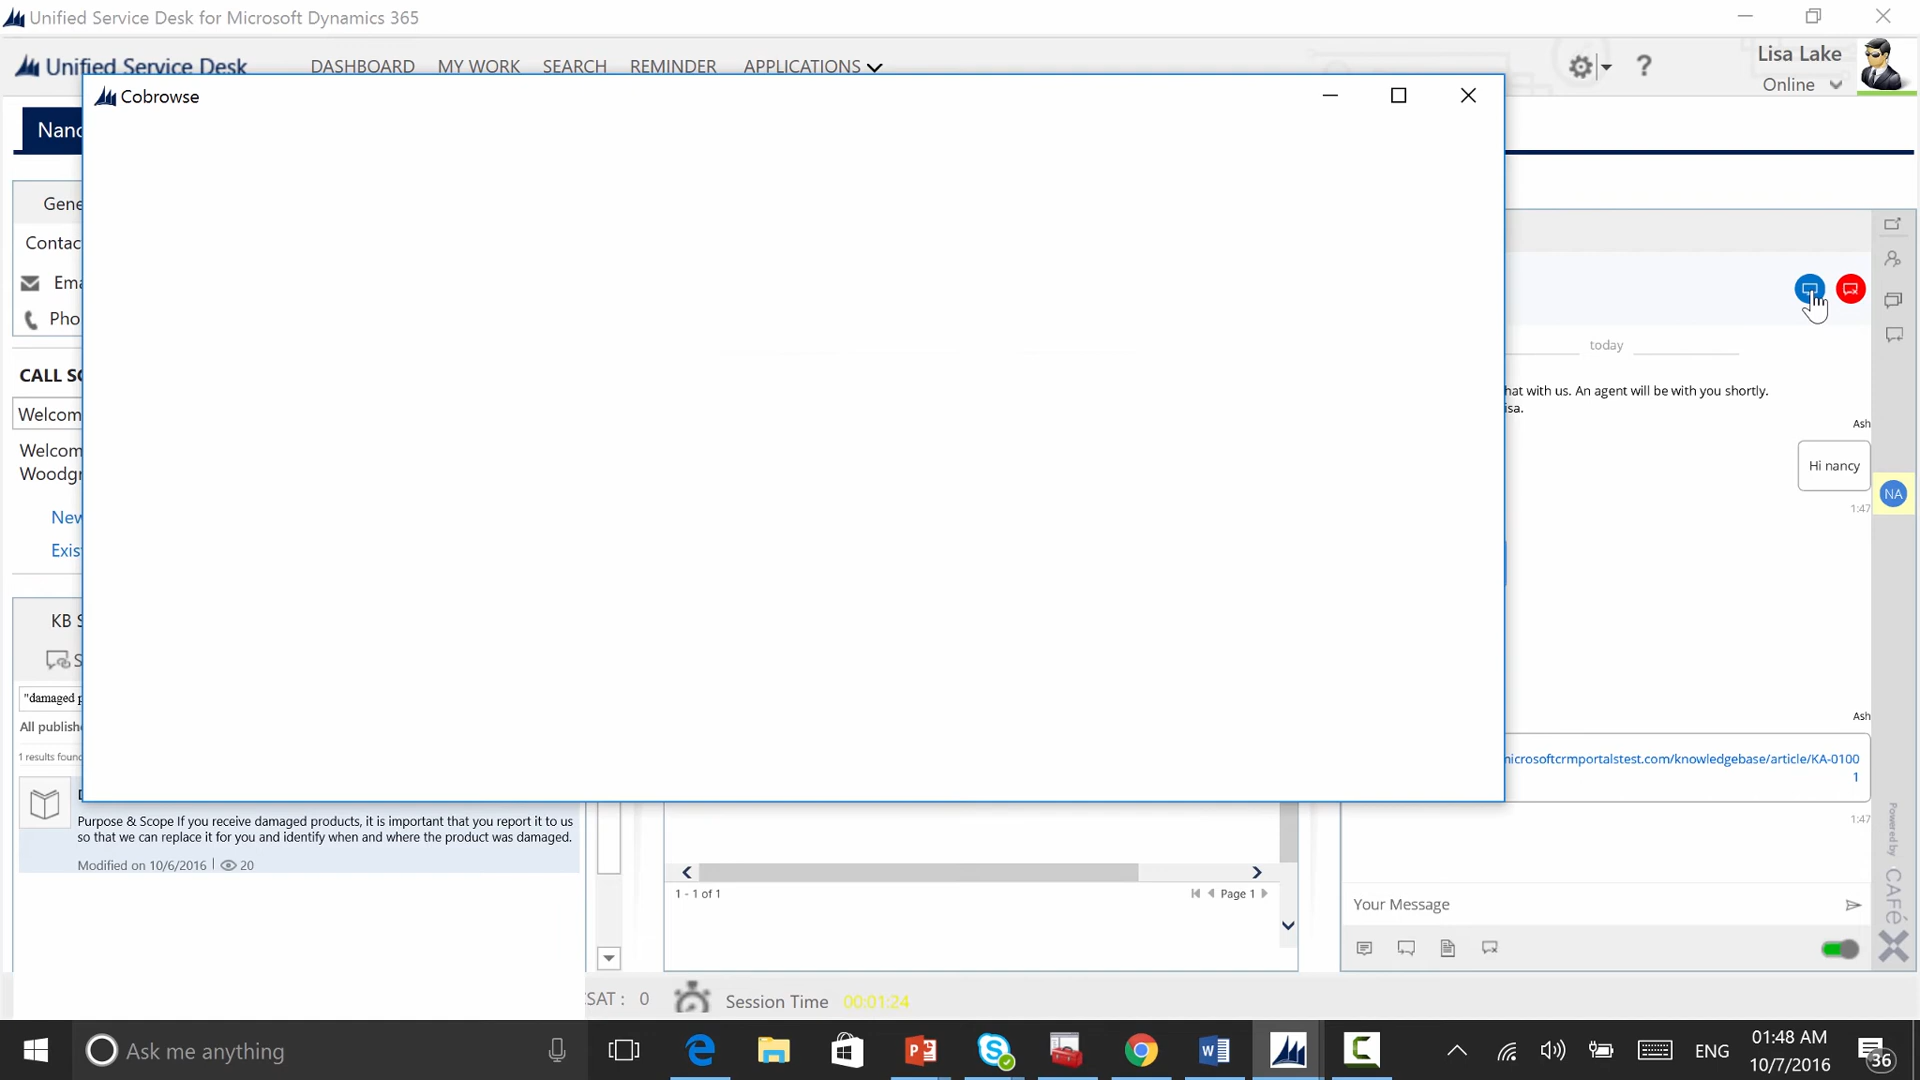 Unified Service Desk for Microsoft Dynamics 365
Unified Service Desk
DASHBOARD MY WORK SEARCH REMINDER APPLICATIONS
?
Lisa Lake
Online
Cobrowse
Nanc
Gene
Contac
Ema
Pho
CALL SC
Welcom
Welcom
Woodgr
New
Exis
KB S
S
"damaged p
All publish
1 results foun
Purpose & Scope If you receive damaged products, it is important that you report it to us
so that we can replace it for you and identify when and where the product was damaged.
Modified on 10/6/2016 | 20
1 - 1 of 1
Page 1
today
hat with us. An agent will be with you shortly.
isa.
Ash
Hi nancy
1:47
NA
Ash
microsoftcrmportalstest.com/knowledgebase/article/KA-0100
1
1:47
Your Message
Powered by CAFÉ X
SAT : 0
Session Time 00:01:24
Ask me anything
ENG
01:48 AM
10/7/2016
36